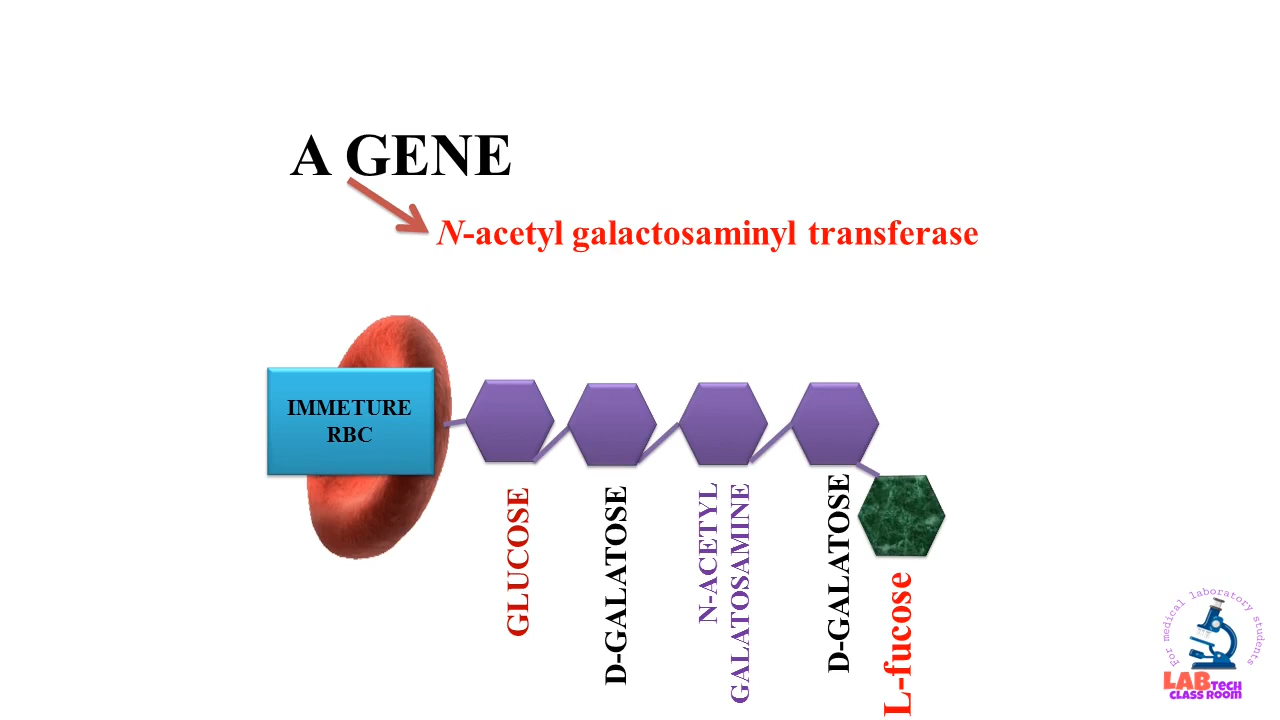 A GENE
N-acetyl galactosaminyl transferase
IMMETURE
RBC
GLUCOSE
D-GALATOSE
N-ACETYL
GALATOSAMINE
D-GALATOSE
L-fucose
For medical laboratory students
LAB TECH
CLASS ROOM